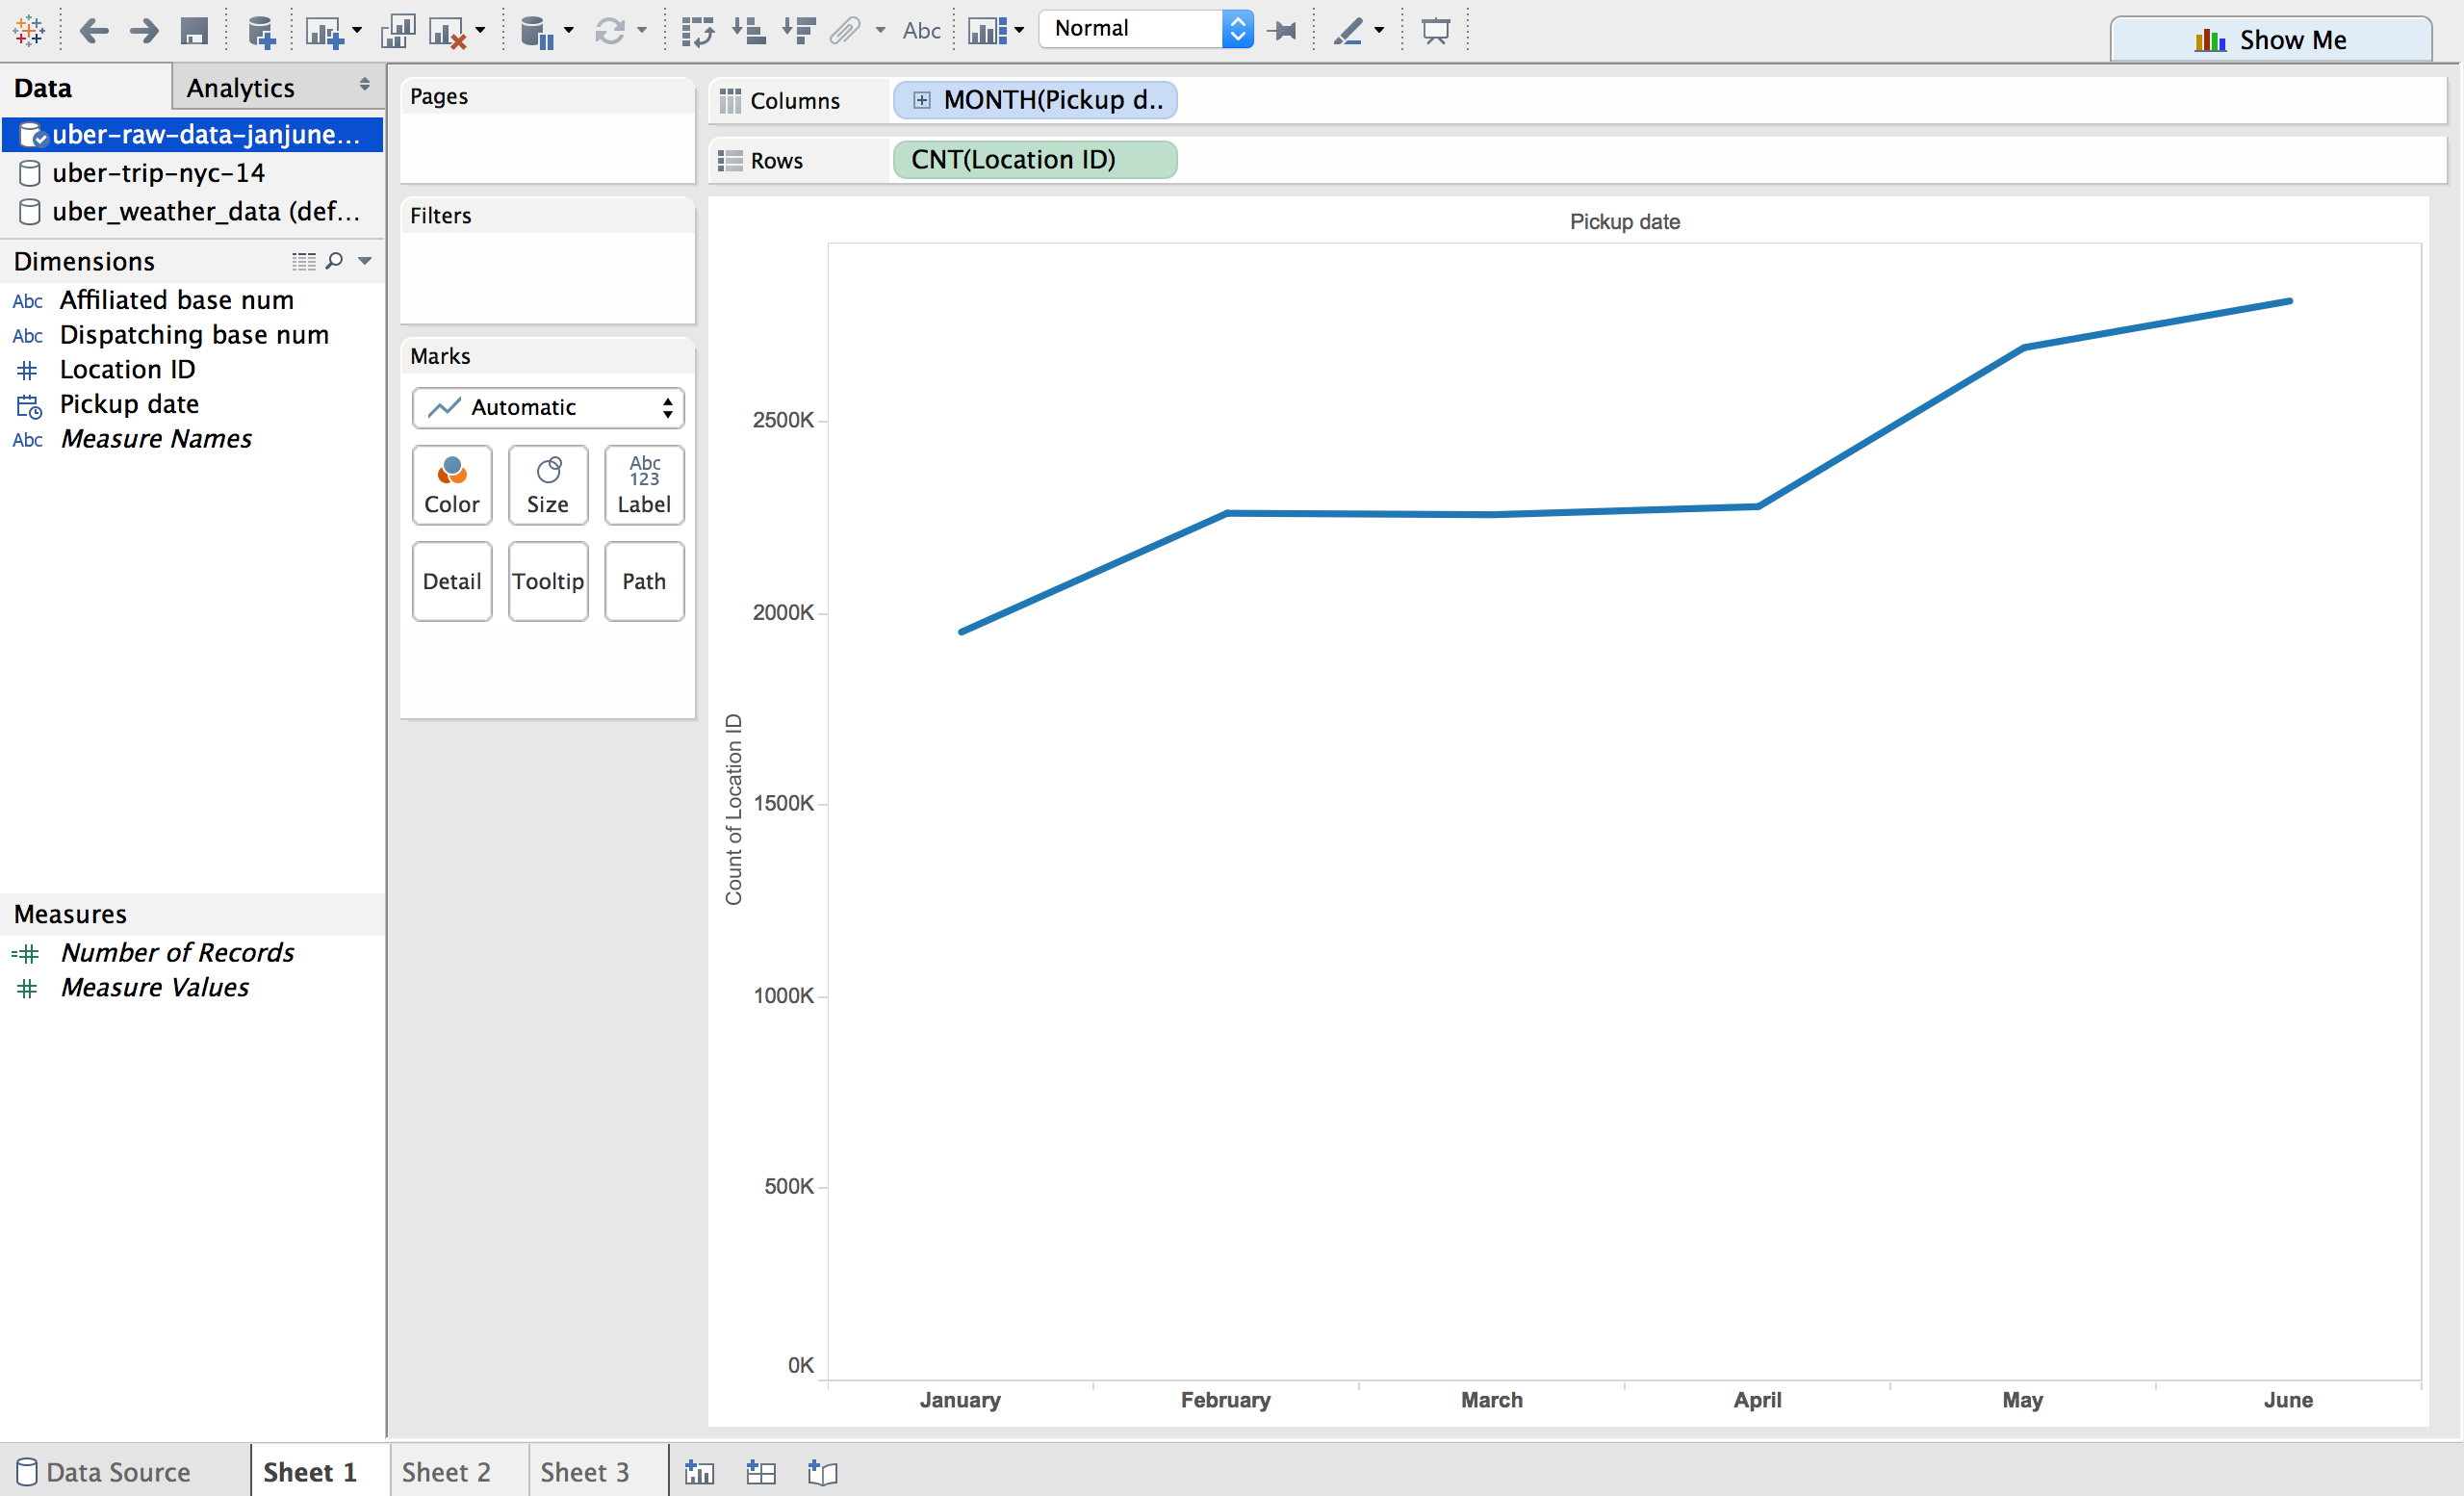 Abc
Normal
Show Me
Data
Analytics
uber-raw-data-janjune...
uber-trip-nyc-14
uber_weather_data (def...
Dimensions
Abc Affiliated base num
Abc Dispatching base num
# Location ID
Pickup date
Abc Measure Names
Measures
=# Number of Records
# Measure Values
Pages
Filters
Marks
Automatic
Color
Size
Abc
123
Label
Detail
Tooltip
Path
Columns
MONTH(Pickup d..
Rows
CNT(Location ID)
Pickup date
Count of Location ID
2500K
2000K
1500K
1000K
500K
0K
January February March April May June
Data Source
Sheet 1
Sheet 2
Sheet 3